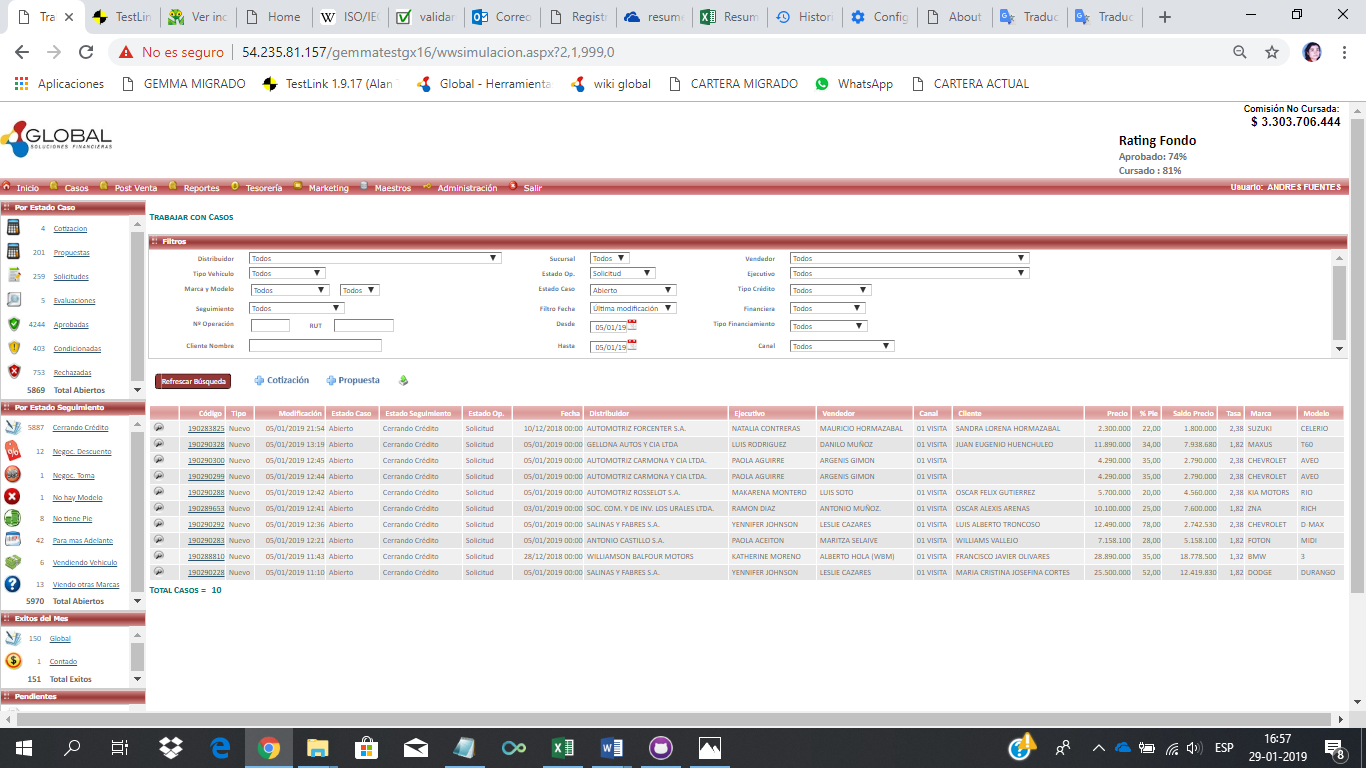 Tra
TestLin
Ver inc
Home
ISO/IE
validar
Correc
Registr
resume
Resum
Histori
Config
About
Traduc
Traduc
No es seguro
54.235.81.157/gemmatestgx16/wwsimulacion.aspx?2,1,999,0
Aplicaciones
GEMMA MIGRADO
TestLink 1.9.17 (Alan
Global - Herramienta
wiki global
CARTERA MIGRADO
WhatsApp
CARTERA ACTUAL
Comisión No Cursada:
$ 3.303.706.444
GLOBAL
SOLUCIONES FINANCIERAS
Rating Fondo
Aprobado: 74%
Cursado : 81%
Inicio Casos Post Venta Reportes Tesorería Marketing Maestros Administración Salir Usuario: ANDRES FUENTES
Por Estado Caso
4 Cotizacion
201 Propuestas
259 Solicitudes
5 Evaluaciones
4244 Aprobadas
403 Condicionadas
753 Rechazadas
5869 Total Abiertos
Por Estado Seguimiento
5887 Cerrando Crédito
12 Negoc. Descuento
1 Negoc. Toma
1 No hay Modelo
8 No tiene Pie
42 Para mas Adelante
6 Vendiendo Vehículo
13 Viendo otras Marcas
5970 Total Abiertos
Exitos del Mes
150 Global
1 Contado
151 Total Exitos
Pendientes
TRABAJAR CON CASOS
Filtros
Distribuidor Todos Sucursal Todos Vendedor Todos
Tipo Vehículo Todos Estado Op. Solicitud Ejecutivo Todos
Marca y Modelo Todos Todos Estado Caso Abierto Tipo Crédito Todos
Seguimiento Todos Filtro Fecha Última modificación Financiera Todos
Nº Operación RUT Desde 05/01/19 Tipo Financiamiento Todos
Cliente Nombre Hasta 05/01/19 Canal Todos
Refrescar Búsqueda Cotización Propuesta
Código Tipo Modificación Estado Caso Estado Seguimiento Estado Op. Fecha Distribuidor Ejecutivo Vendedor Canal Cliente Precio % Pie Saldo Precio Tasa Marca Modelo
190283825 Nuevo 05/01/2019 21:54 Abierto Cerrando Crédito Solicitud 10/12/2018 00:00 AUTOMOTRIZ FORCENTER S.A. NATALIA CONTRERAS MAURICIO HORMAZABAL 01 VISITA SANDRA LORENA HORMAZABAL 2.300.000 22,00 1.800.000 2,38 SUZUKI CELERIO
190290328 Nuevo 05/01/2019 13:19 Abierto Cerrando Crédito Solicitud 05/01/2019 00:00 GELLONA AUTOS Y CIA LTDA LUIS RODRIGUEZ DANILO MUÑOZ 01 VISITA JUAN EUGENIO HUENCHULEO 11.890.000 34,00 7.938.680 1,82 MAXUS T60
190290300 Nuevo 05/01/2019 12:45 Abierto Cerrando Crédito Solicitud 05/01/2019 00:00 AUTOMOTRIZ CARMONA Y CIA LTDA. PAOLA AGUIRRE ARGENIS GIMON 01 VISITA 4.290.000 35,00 2.790.000 2,38 CHEVROLET AVEO
190290299 Nuevo 05/01/2019 12:44 Abierto Cerrando Crédito Solicitud 05/01/2019 00:00 AUTOMOTRIZ CARMONA Y CIA LTDA. PAOLA AGUIRRE ARGENIS GIMON 01 VISITA 4.290.000 35,00 2.790.000 2,38 CHEVROLET AVEO
190290288 Nuevo 05/01/2019 12:42 Abierto Cerrando Crédito Solicitud 05/01/2019 00:00 AUTOMOTRIZ ROSSELOT S.A. MAKARENA MONTERO LUIS SOTO 01 VISITA OSCAR FELIX GUTIERREZ 5.700.000 20,00 4.560.000 2,38 KIA MOTORS RIO
190289653 Nuevo 05/01/2019 12:41 Abierto Cerrando Crédito Solicitud 03/01/2019 00:00 SOC. COM. Y DE INV. LOS URALES LTDA. RAMON DIAZ ANTONIO MUÑOZ. 01 VISITA OSCAR ALEXIS ARENAS 10.100.000 25,00 7.600.000 1,82 ZNA RICH
190290292 Nuevo 05/01/2019 12:36 Abierto Cerrando Crédito Solicitud 05/01/2019 00:00 SALINAS Y FABRES S.A. YENNIFER JOHNSON LESLIE CAZARES 01 VISITA LUIS ALBERTO TRONCOSO 12.490.000 78,00 2.742.530 2,38 CHEVROLET D-MAX
190290283 Nuevo 05/01/2019 12:21 Abierto Cerrando Crédito Solicitud 05/01/2019 00:00 ANTONIO CASTILLO S.A. PAOLA ACEITON MARITZA SELAIVE 01 VISITA WILLIAMS VALLEJO 7.158.100 28,00 5.158.100 1,82 FOTON MIDI
190288810 Nuevo 05/01/2019 11:43 Abierto Cerrando Crédito Solicitud 28/12/2018 00:00 WILLIAMSON BALFOUR MOTORS KATHERINE MORENO ALBERTO HOLA (WBM) 01 VISITA FRANCISCO JAVIER OLIVARES 28.890.000 35,00 18.778.500 1,32 BMW 3
190290228 Nuevo 05/01/2019 11:10 Abierto Cerrando Crédito Solicitud 05/01/2019 00:00 SALINAS Y FABRES S.A. YENNIFER JOHNSON LESLIE CAZARES 01 VISITA MARIA CRISTINA JOSEFINA CORTES 25.500.000 52,00 12.419.830 1,82 DODGE DURANGO
TOTAL CASOS = 10
ESP
16:57
29-01-2019
8